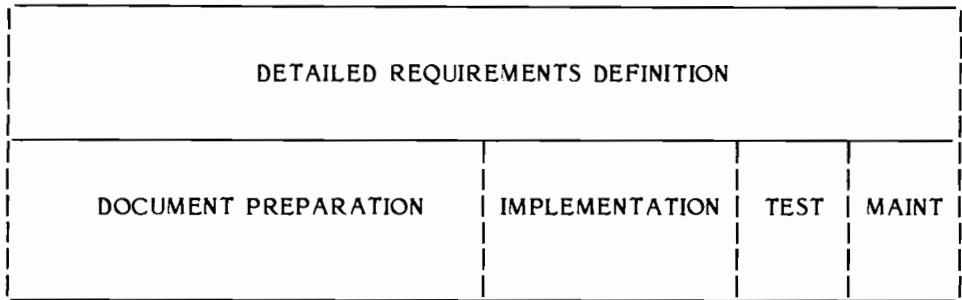 DETAILED REQUIREMENTS DEFINITION
DOCUMENT PREPARATION IMPLEMENTATION TEST MAINT